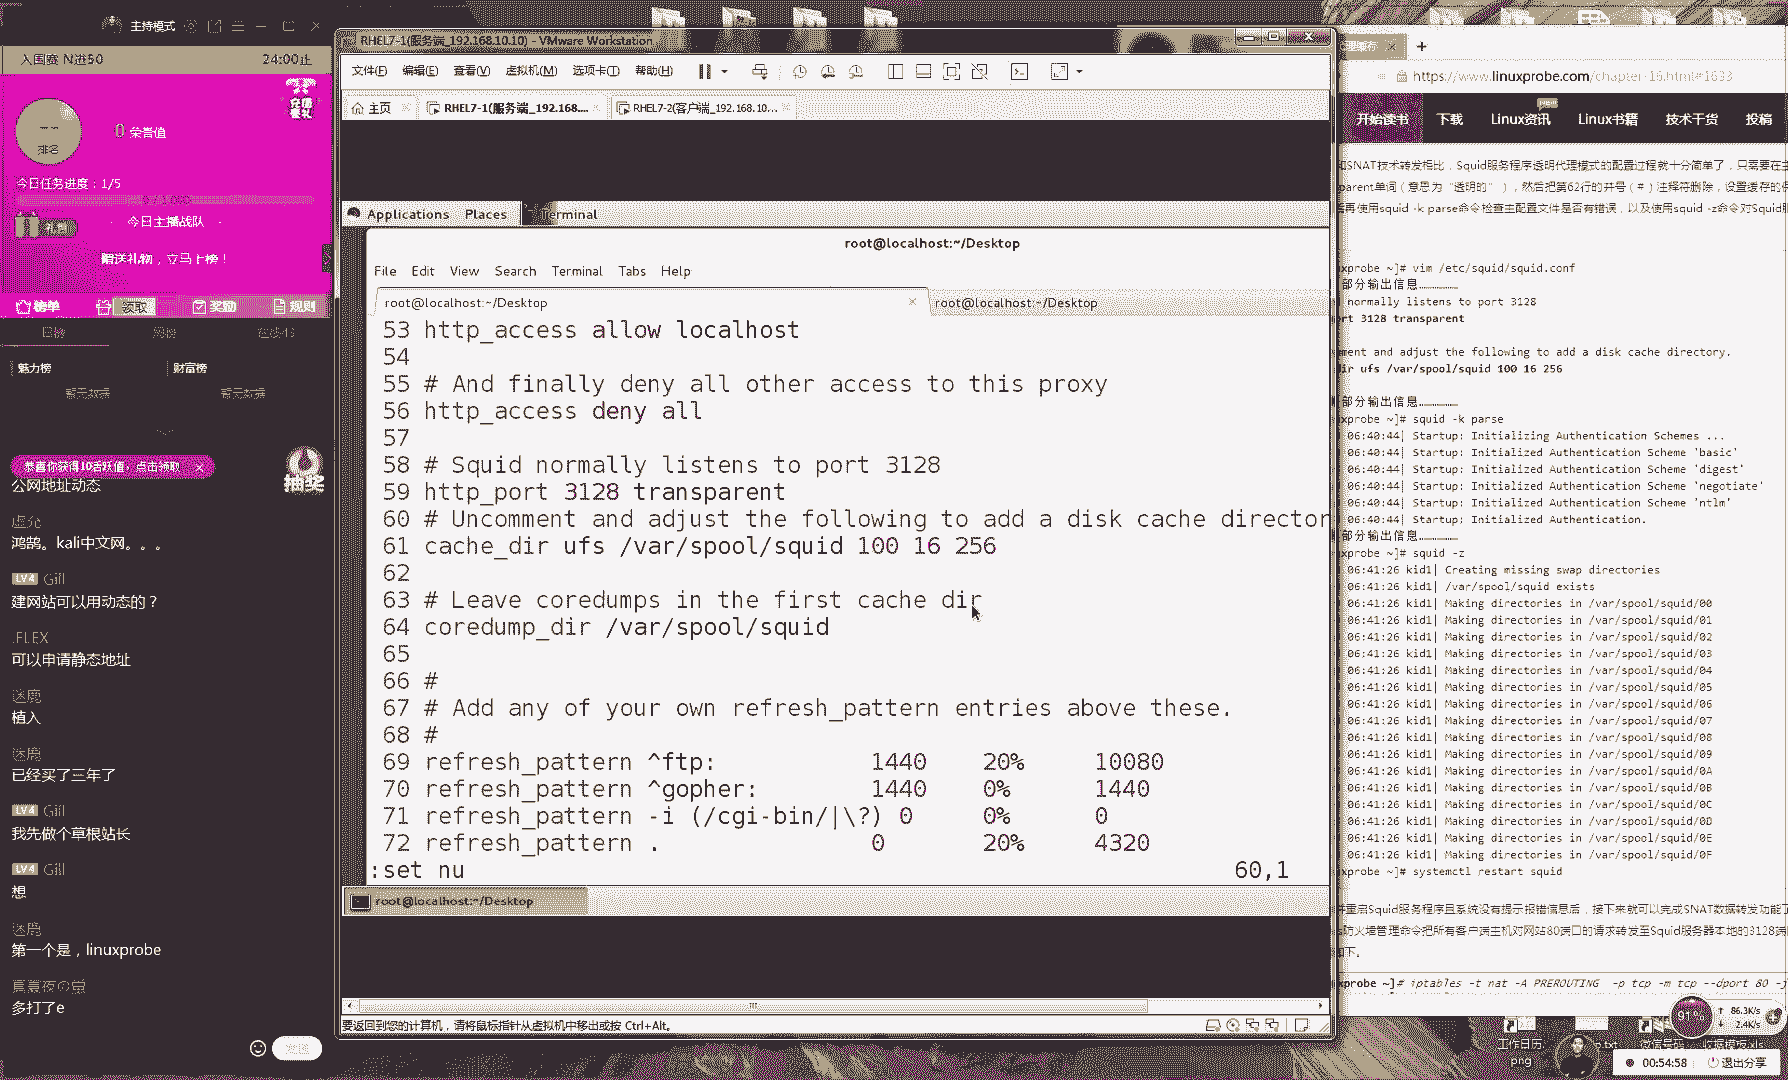 主持模式
入围赛 N进50
24:00止
排名
0 荣誉值
今日任务进度：1/5
今日主播战队
赠送礼物，立马上榜！
榜单
领取
奖励
规则
魅力榜
财富榜
暂无数据
暂无数据
恭喜你获得10活跃值，点击领取
抽奖
公网地址动态
虚允
鸿鹄。kali中文网。。。
LV4 Gill
建网站可以用动态的？
.FLEX
可以申请静态地址
迷鹿
植入
迷鹿
已经买了三年了
LV4 Gill
我先做个草根站长
LV4 Gill
想
迷鹿
第一个是，linuxprobe
多打了e
发送
RHEL7-1(服务端_192.168.10.10) - VMware Workstation
文件(F) 编辑(E) 查看(V) 虚拟机(M) 选项卡(T) 帮助(H)
主页
RHEL7-1(服务端_192.168....
RHEL7-2(客户端_192.168.10...
Applications Places Terminal
root@localhost:~/Desktop
File Edit View Search Terminal Tabs Help
root@localhost:~/Desktop
root@localhost:~/Desktop
53 http_access allow localhost
54
55 # And finally deny all other access to this proxy
56 http_access deny all
57
58 # Squid normally listens to port 3128
59 http_port 3128 transparent
60 # Uncomment and adjust the following to add a disk cache director
61 cache_dir ufs /var/spool/squid 100 16 256
62
63 # Leave coredumps in the first cache dir
64 coredump_dir /var/spool/squid
65
66 #
67 # Add any of your own refresh_pattern entries above these.
68 #
69 refresh_pattern ^ftp: 1440 20% 10080
70 refresh_pattern ^gopher: 1440 0% 1440
71 refresh_pattern -i (/cgi-bin/|\?) 0 0% 0
72 refresh_pattern . 0 20% 4320
:set nu 60,1
root@localhost:~/Desktop
要返回到您的计算机，请将鼠标指针从虚拟机中移出或按 Ctrl+Alt。
https://www.linuxprobe.com/chapter-16.html#1633
开始读书 下载 Linux资讯 Linux书籍 技术干货 投稿
SNAT技术转发相比，Squid服务程序透明代理模式的配置过程就十分简单了，只需要在主
parent单词（意思为“透明的”），然后把第62行的井号（#）注释符删除，设置缓存的保
再使用squid -k parse命令检查主配置文件是否有错误，以及使用squid -z命令对Squid服
xprobe ~]# vim /etc/squid/squid.conf
部分输出信息………………
normally listens to port 3128
rt 3128 transparent
ment and adjust the following to add a disk cache directory.
ir ufs /var/spool/squid 100 16 256
部分输出信息………………
xprobe ~]# squid -k parse
06:40:44| Startup: Initializing Authentication Schemes ...
06:40:44| Startup: Initialized Authentication Scheme 'basic'
06:40:44| Startup: Initialized Authentication Scheme 'digest'
06:40:44| Startup: Initialized Authentication Scheme 'negotiate'
06:40:44| Startup: Initialized Authentication Scheme 'ntlm'
06:40:44| Startup: Initialized Authentication.
部分输出信息………………
xprobe ~]# squid -z
06:41:26 kid1| Creating missing swap directories
06:41:26 kid1| /var/spool/squid exists
06:41:26 kid1| Making directories in /var/spool/squid/00
06:41:26 kid1| Making directories in /var/spool/squid/01
06:41:26 kid1| Making directories in /var/spool/squid/02
06:41:26 kid1| Making directories in /var/spool/squid/03
06:41:26 kid1| Making directories in /var/spool/squid/04
06:41:26 kid1| Making directories in /var/spool/squid/05
06:41:26 kid1| Making directories in /var/spool/squid/06
06:41:26 kid1| Making directories in /var/spool/squid/07
06:41:26 kid1| Making directories in /var/spool/squid/08
06:41:26 kid1| Making directories in /var/spool/squid/09
06:41:26 kid1| Making directories in /var/spool/squid/0A
06:41:26 kid1| Making directories in /var/spool/squid/0B
06:41:26 kid1| Making directories in /var/spool/squid/0C
06:41:26 kid1| Making directories in /var/spool/squid/0D
06:41:26 kid1| Making directories in /var/spool/squid/0E
06:41:26 kid1| Making directories in /var/spool/squid/0F
xprobe ~]# systemctl restart squid
重启Squid服务程序且系统没有提示报错信息后，接下来就可以完成SNAT数据转发功能了
防火墙管理命令把所有客户端主机对网站80端口的请求转发至Squid服务器本地的3128端口
如下。
xprobe ~]# iptables -t nat -A PREROUTING -p tcp -m tcp --dport 80 -j
91%
86.3K/s
2.4K/s
工作日历.png
00:54:58
退出分享